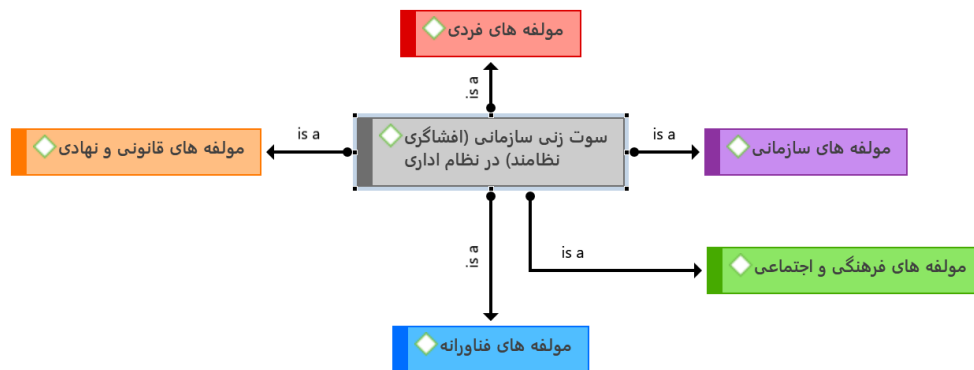 مولفه های فردی
is a
مولفه های قانونی و نهادی
is a
سوت زنی سازمانی (افشاگری
نظامند) در نظام اداری
is a
مولفه های سازمانی
is a
is a
مولفه های فرهنگی و اجتماعی
مولفه های فناورانه